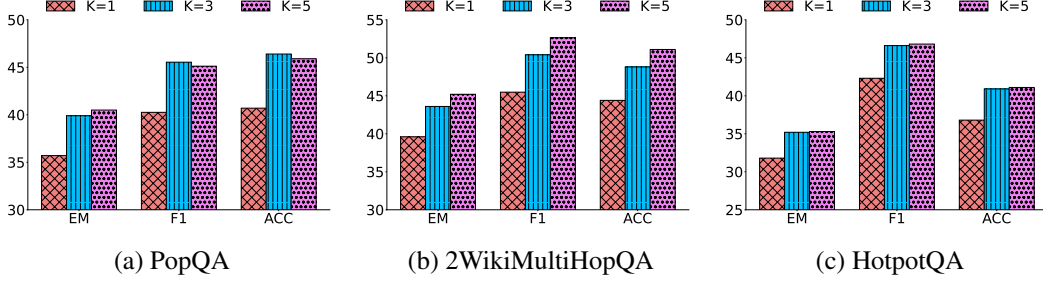 K=1 K=3 K=5
50
45
40
35
30
EM F1 ACC
(a) PopQA
K=1 K=3 K=5
55
50
45
40
35
30
EM F1 ACC
(b) 2WikiMultiHopQA
K=1 K=3 K=5
50
45
40
35
30
25
EM F1 ACC
(c) HotpotQA